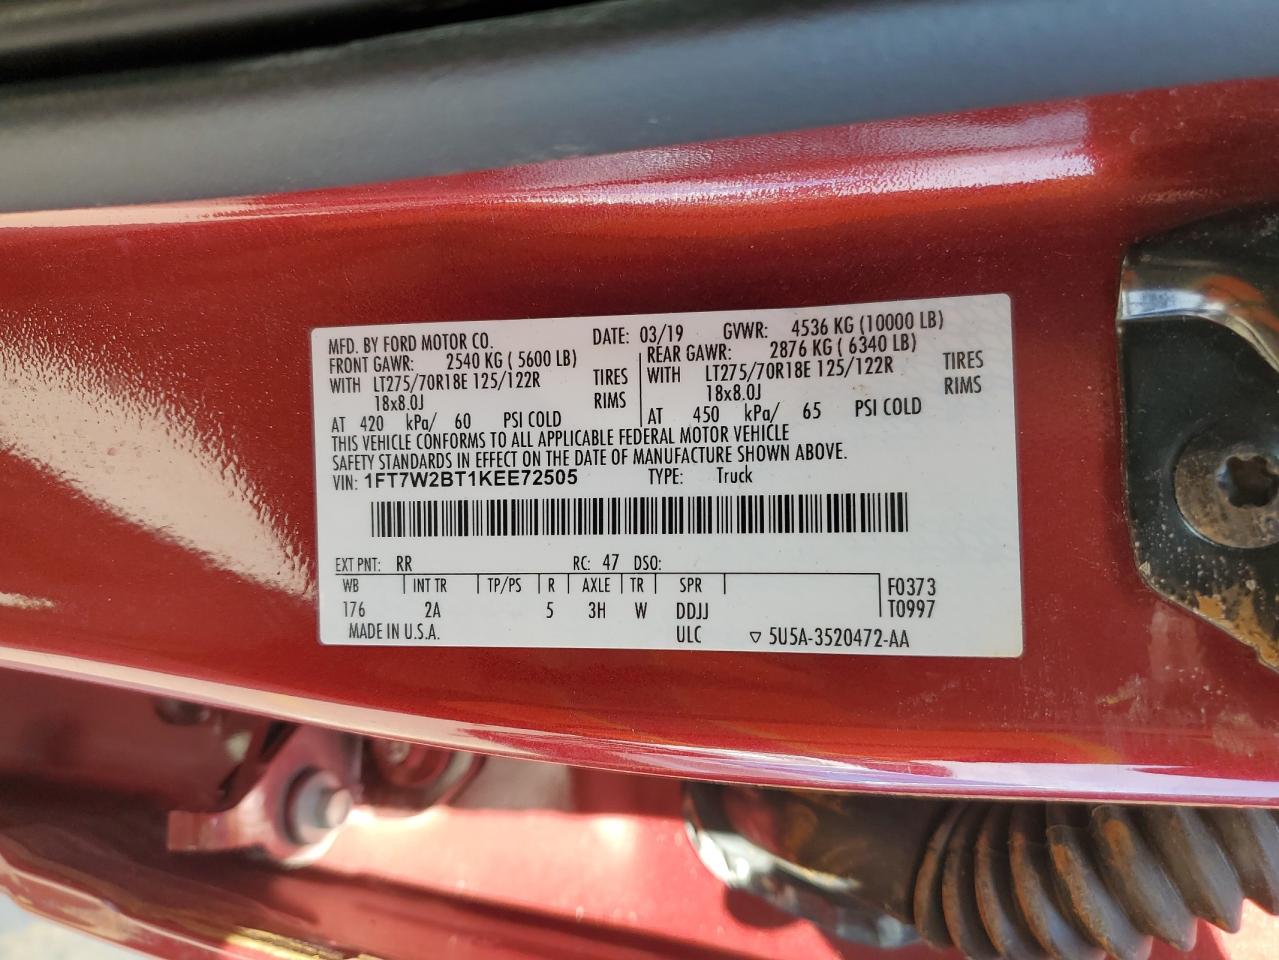 MFD. BY FORD MOTOR CO. DATE: 03/19 GVWR: 4536 KG (10000 LB)
FRONT GAWR: 2540 KG ( 5600 LB) REAR GAWR: 2876 KG ( 6340 LB)
WITH LT275/70R18E 125/122R TIRES WITH LT275/70R18E 125/122R TIRES
18x8.0J RIMS 18x8.0J RIMS
AT 420 kPa/ 60 PSI COLD AT 450 kPa/ 65 PSI COLD
THIS VEHICLE CONFORMS TO ALL APPLICABLE FEDERAL MOTOR VEHICLE
SAFETY STANDARDS IN EFFECT ON THE DATE OF MANUFACTURE SHOWN ABOVE.
VIN: 1FT7W2BT1KEE72505 TYPE: Truck
EXT PNT: RR RC: 47 DSO:
WB INT TR TP/PS R AXLE TR SPR F0373
176 2A 5 3H W DDJJ T0997
MADE IN U.S.A. ULC ▽ 5U5A-3520472-AA